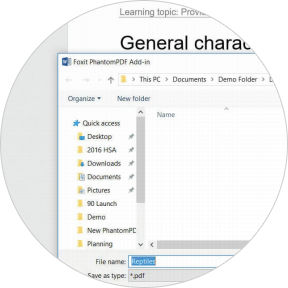 Learning topic: Provi
General charac
Foxit PhantomPDF Add-in
This PC > Documents > Demo Folder >
Organize
New folder
Name
Quick access
Desktop
2016 HSA
Downloads
Documents
Pictures
90 Launch
Demo
New PhantomPD
Planning
File name: Reptiles
Save as type: *.pdf